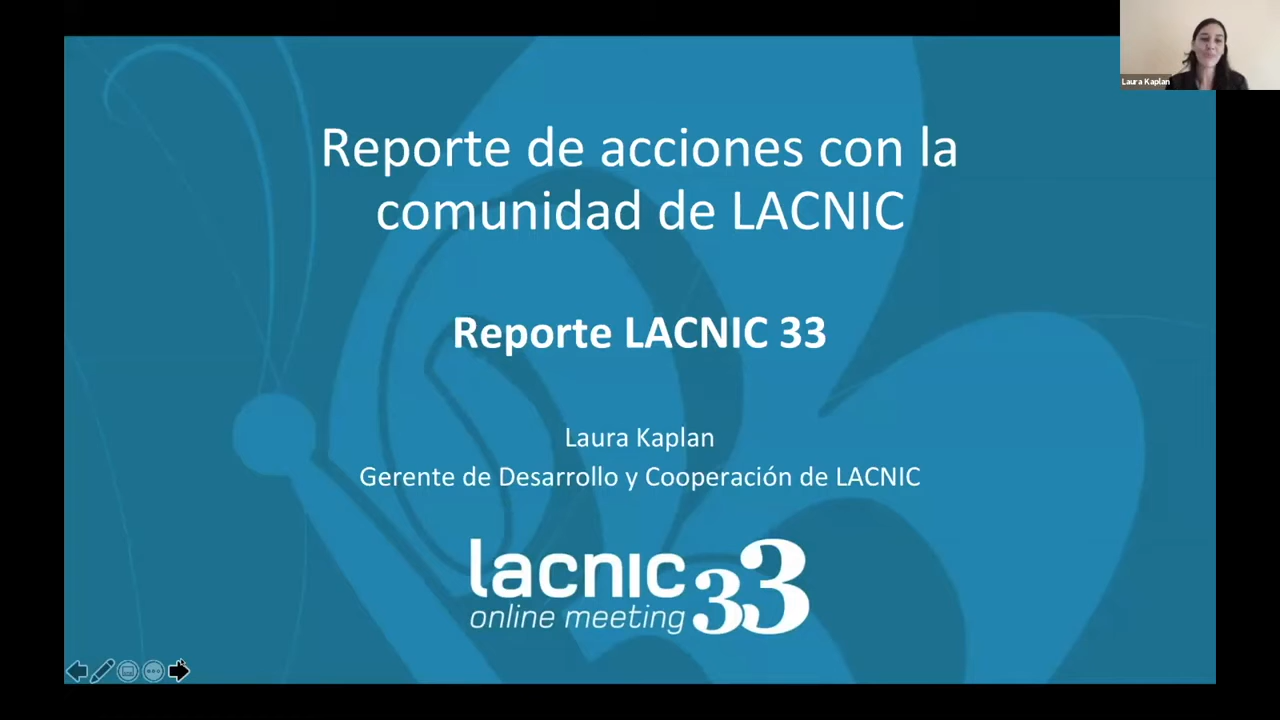 Laura Kaplan
Reporte de acciones con la
comunidad de LACNIC
Reporte LACNIC 33
Laura Kaplan
Gerente de Desarrollo y Cooperación de LACNIC
lacnic 33
online meeting